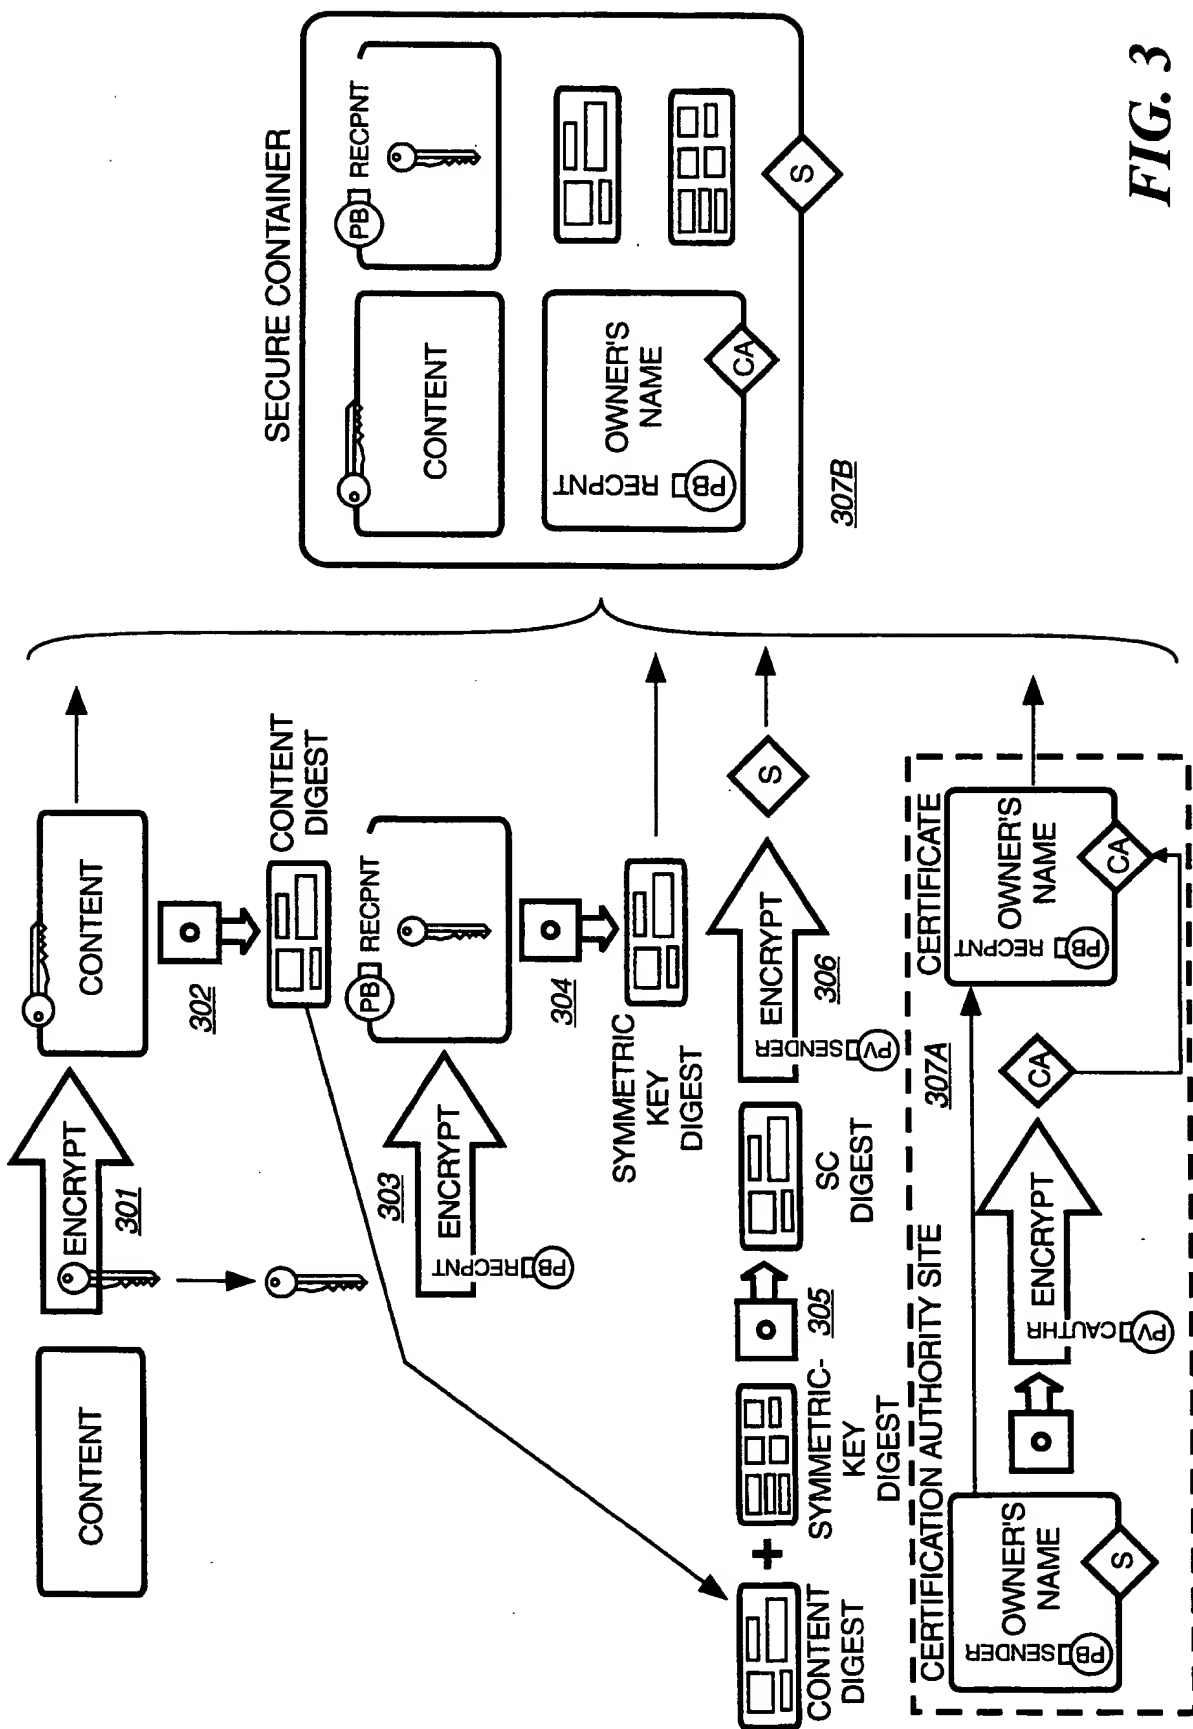 CONTENT
ENCRYPT
301
CONTENT
302
CONTENT
DIGEST
303
ENCRYPT
PB RECPNT
PB RECPNT
304
SYMMETRIC
KEY
DIGEST
CONTENT
DIGEST
+
SYMMETRIC-
KEY
DIGEST
305
SC
DIGEST
ENCRYPT
PV SENDER
306
S
CERTIFICATION AUTHORITY SITE
307A
CERTIFICATE
PB SENDER
OWNER'S
NAME
S
ENCRYPT
PV CAUTHR
CA
PB RECPNT
OWNER'S
NAME
CA
SECURE CONTAINER
CONTENT
PB RECPNT
PB RECPNT
OWNER'S
NAME
CA
S
307B
FIG. 3